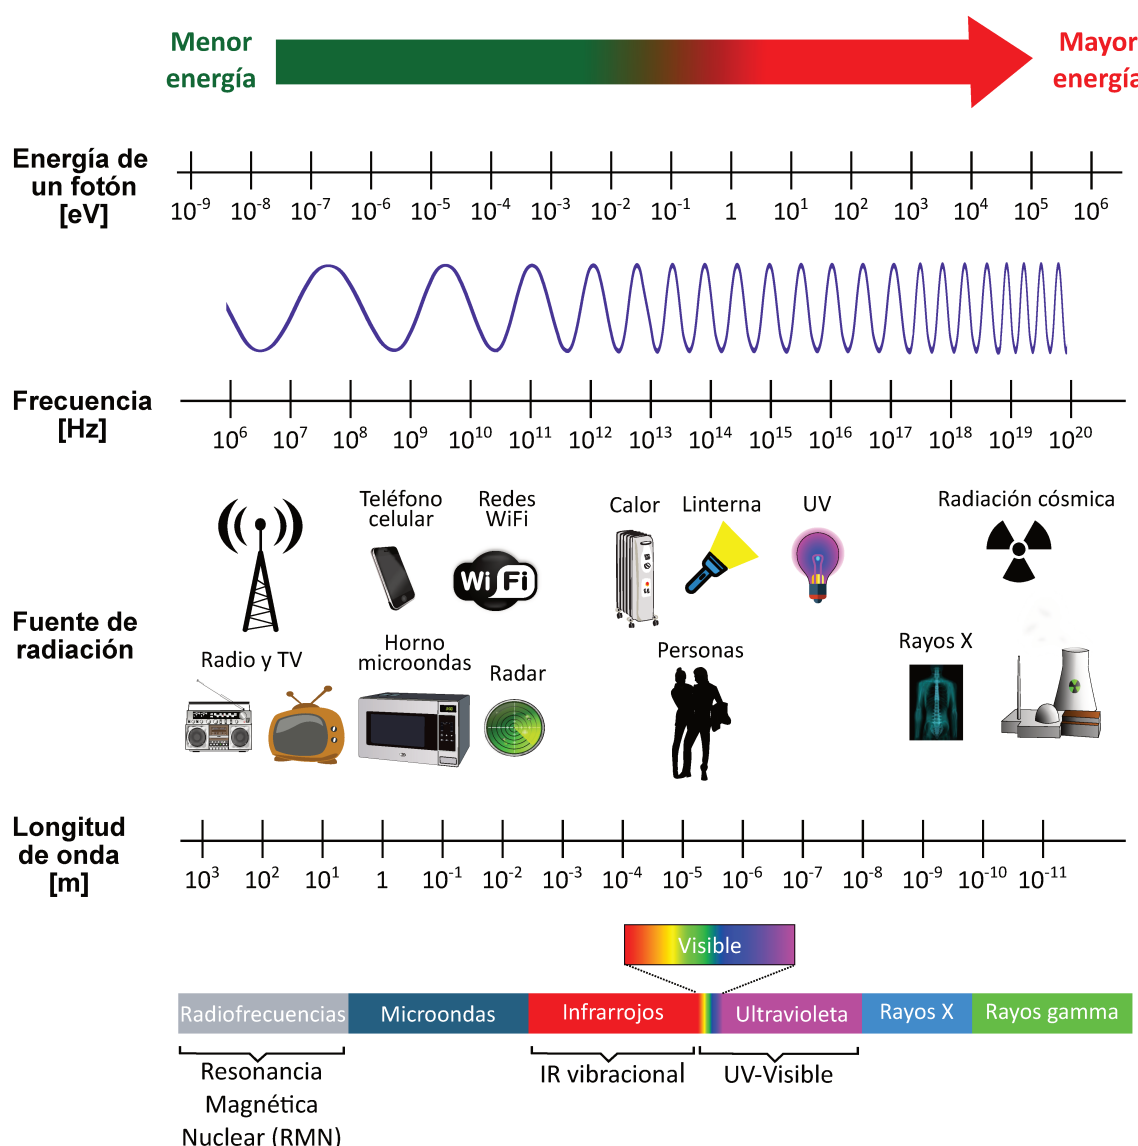 Menor
energía
Mayor
energía
Energía de
un fotón
[eV]
10⁻⁹ 10⁻⁸ 10⁻⁷ 10⁻⁶ 10⁻⁵ 10⁻⁴ 10⁻³ 10⁻² 10⁻¹ 1 10¹ 10² 10³ 10⁴ 10⁵ 10⁶
Frecuencia
[Hz]
10⁶ 10⁷ 10⁸ 10⁹ 10¹⁰ 10¹¹ 10¹² 10¹³ 10¹⁴ 10¹⁵ 10¹⁶ 10¹⁷ 10¹⁸ 10¹⁹ 10²⁰
Fuente de
radiación
Teléfono
celular
Redes
WiFi
Wi Fi
Calor
Linterna
UV
Radiación cósmica
Radio y TV
Horno
microondas
Radar
Personas
Rayos X
Longitud
de onda
[m]
10³ 10² 10¹ 1 10⁻¹ 10⁻² 10⁻³ 10⁻⁴ 10⁻⁵ 10⁻⁶ 10⁻⁷ 10⁻⁸ 10⁻⁹ 10⁻¹⁰ 10⁻¹¹
Visible
Radiofrecuencias Microondas Infrarrojos Ultravioleta Rayos X Rayos gamma
Resonancia
Magnética
Nuclear (RMN)
IR vibracional
UV-Visible